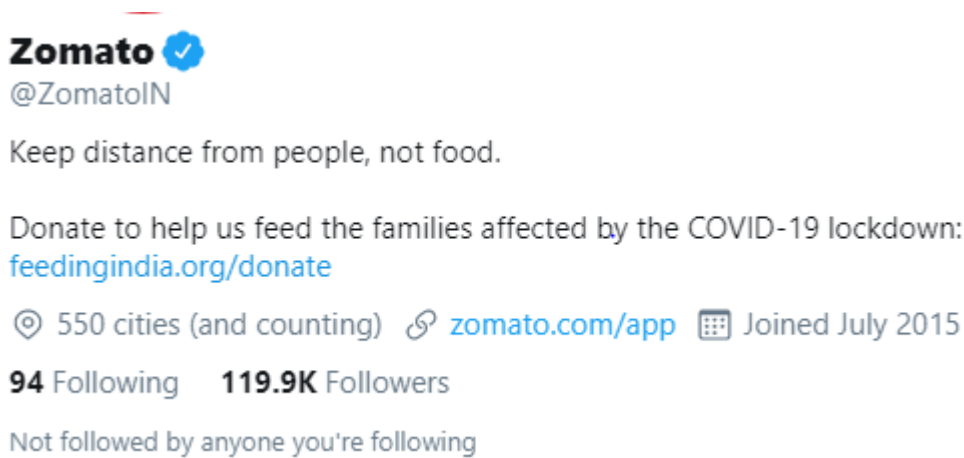 Zomato
@ZomatoIN
Keep distance from people, not food.
Donate to help us feed the families affected by the COVID-19 lockdown:
feedingindia.org/donate
550 cities (and counting) zomato.com/app Joined July 2015
94 Following 119.9K Followers
Not followed by anyone you're following